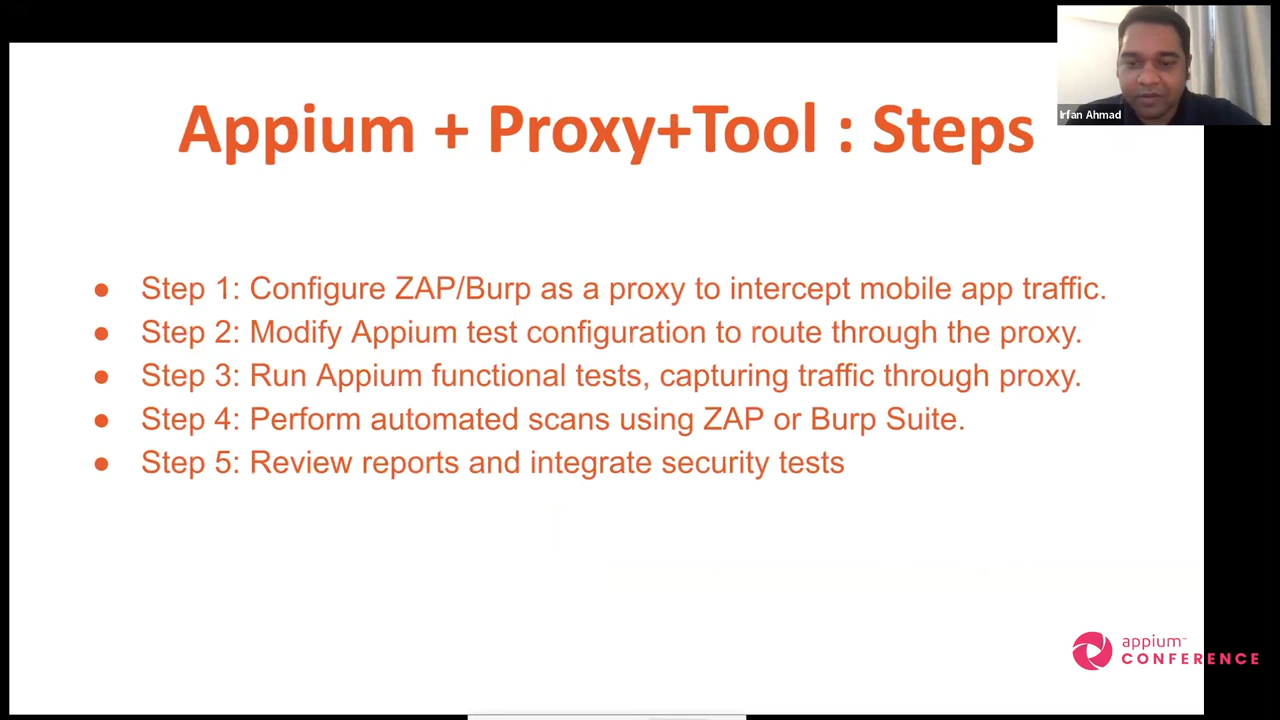 Appium + Proxy+Tool : Steps
Irfan Ahmad
● Step 1: Configure ZAP/Burp as a proxy to intercept mobile app traffic.
● Step 2: Modify Appium test configuration to route through the proxy.
● Step 3: Run Appium functional tests, capturing traffic through proxy.
● Step 4: Perform automated scans using ZAP or Burp Suite.
● Step 5: Review reports and integrate security tests
appium™
CONFERENCE